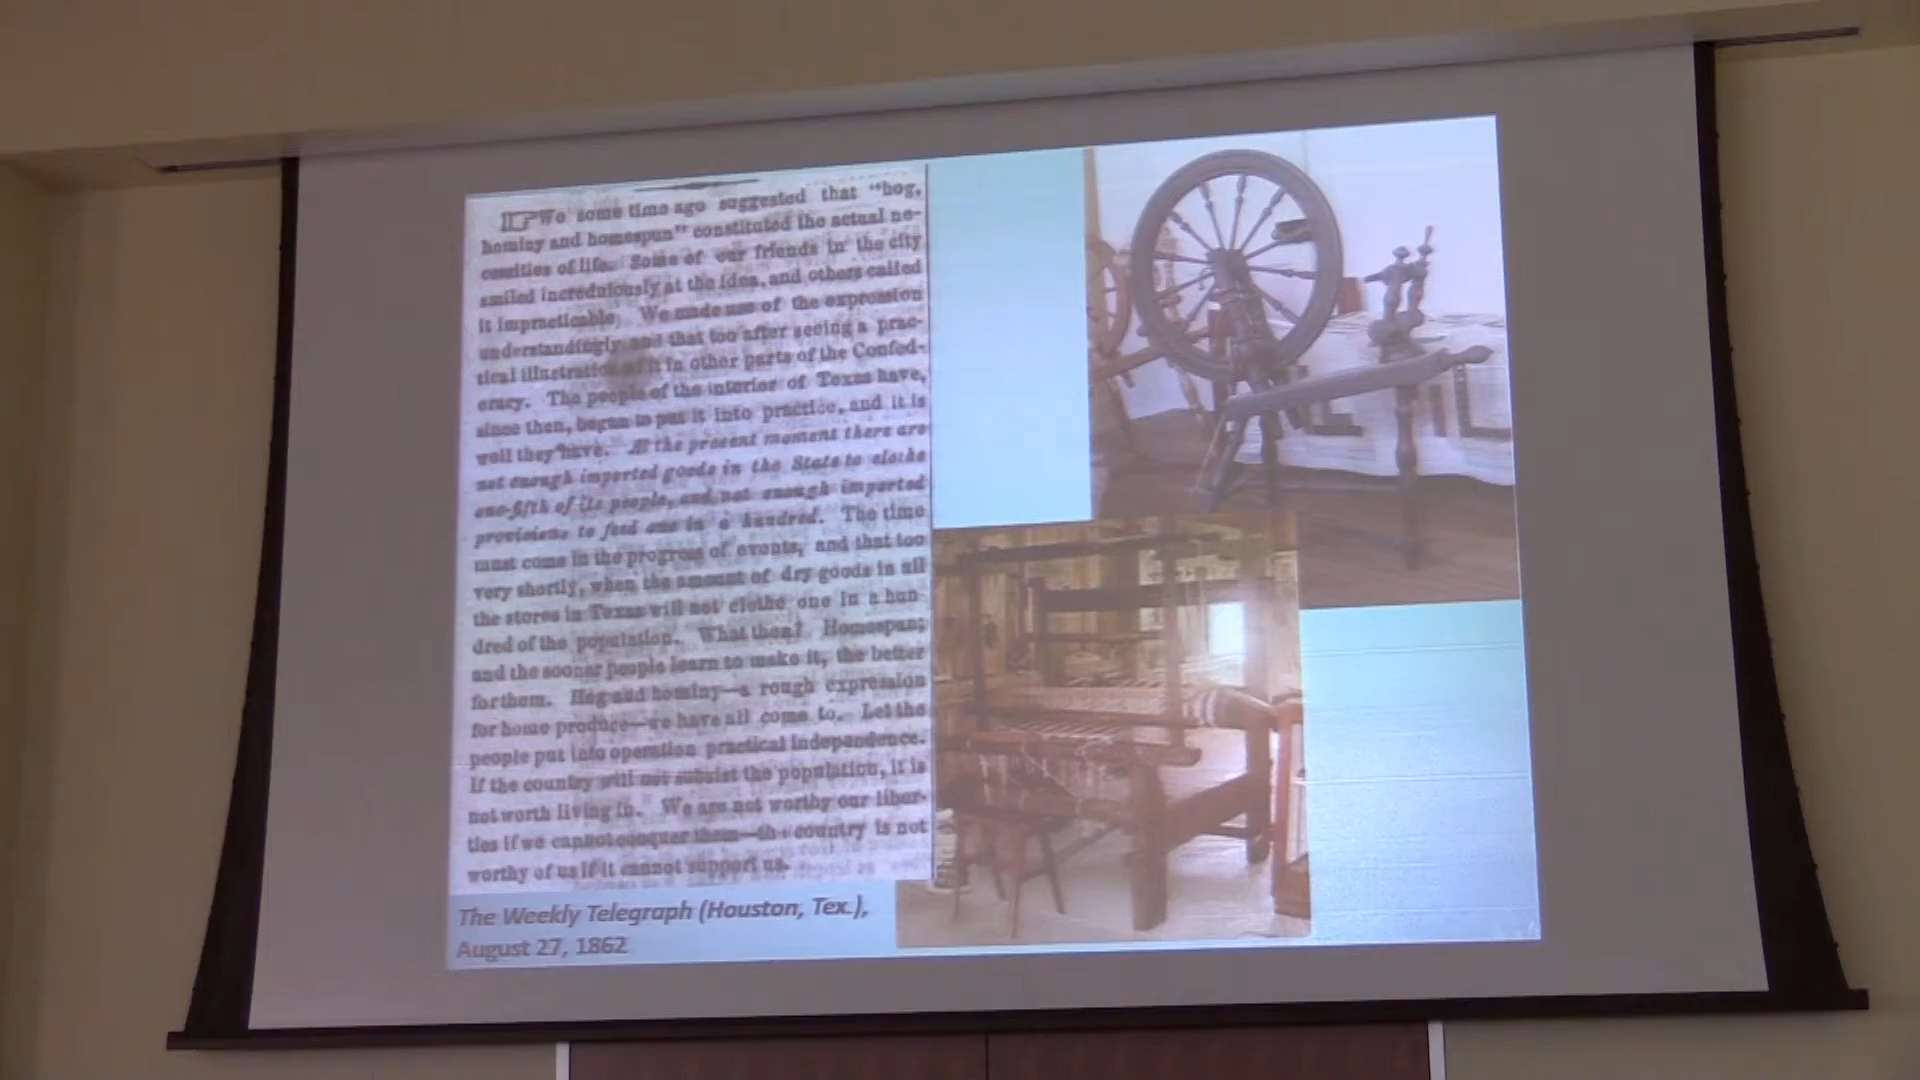 We some time ago suggested that "hog,
hominy and homespun" constituted the actual ne-
cessities of life. Some of our friends in the city
smiled incredulously at the idea, and others called
it impracticable. We made use of the expression
understandingly and that too after seeing a prac-
tical illustration of it in other parts of the Confed-
eracy. The people of the interior of Texas have,
since then, began to put it into practice, and it is
well they have. At the present moment there are
not enough imported goods in the State to clothe
one-fifth of its people, and not enough imported
provisions to feed one in a hundred. The time
must come in the progress of events, and that too
very shortly, when the amount of dry goods in all
the stores in Texas will not clothe one in a hun-
dred of the population. What then? Homespun;
and the sooner people learn to make it, the better
for them. Hog and hominy—a rough expression
for home produce—we have all come to. Let the
people put into operation practical independence.
If the country will not subsist the population, it is
not worth living in. We are not worthy our liber-
ties if we cannot conquer them—the country is not
worthy of us if it cannot support us.
The Weekly Telegraph (Houston, Tex.),
August 27, 1862